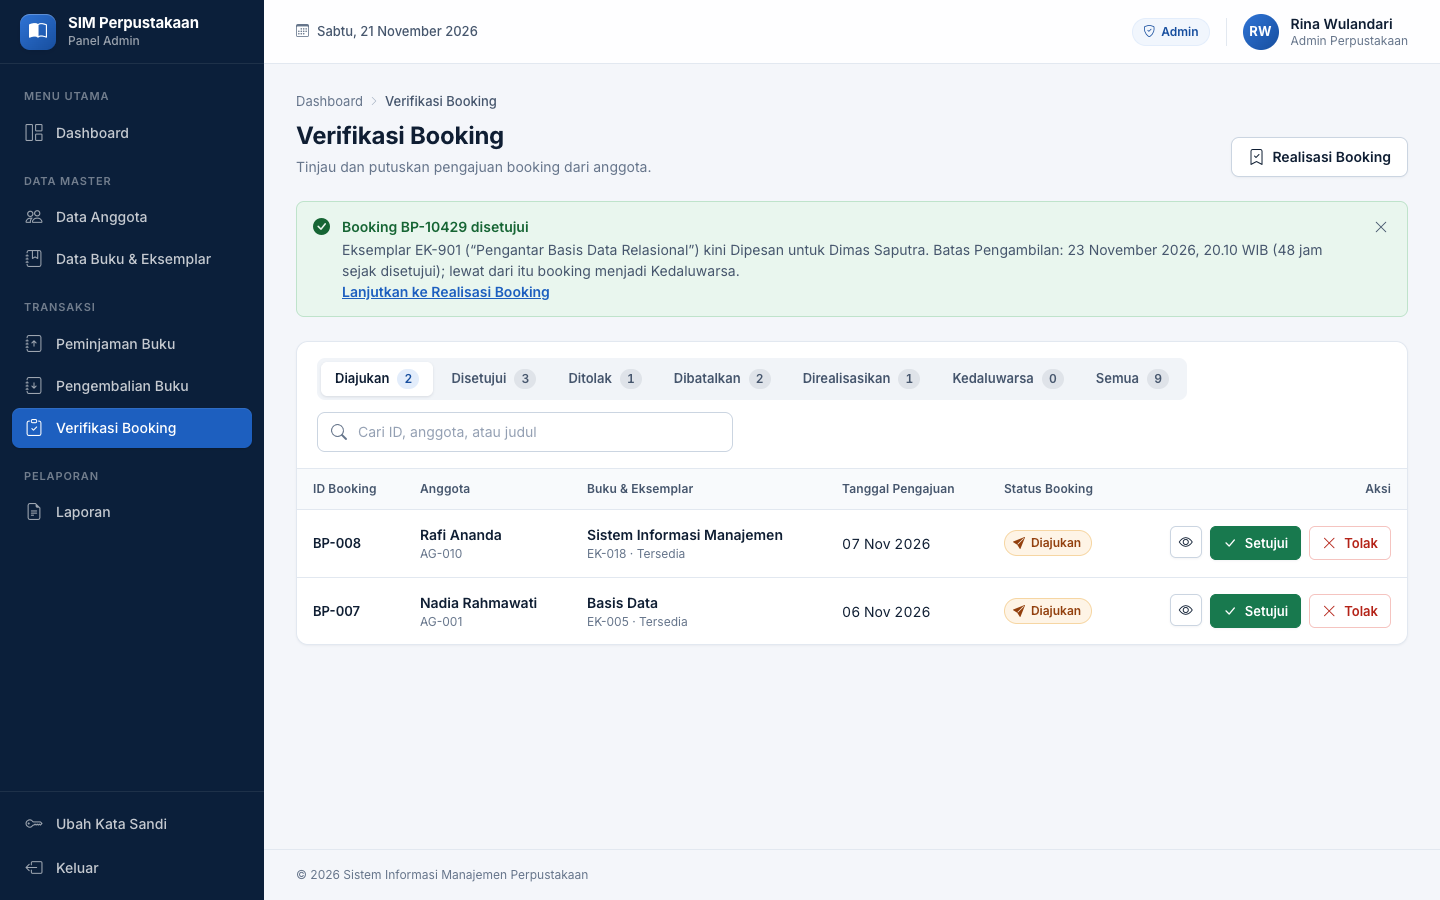 SIM Perpustakaan
Panel Admin
MENU UTAMA
Dashboard
DATA MASTER
Data Anggota
Data Buku & Eksemplar
TRANSAKSI
Peminjaman Buku
Pengembalian Buku
Verifikasi Booking
PELAPORAN
Laporan
Ubah Kata Sandi
Keluar
Sabtu, 21 November 2026
Admin
RW
Rina Wulandari
Admin Perpustakaan
Dashboard Verifikasi Booking
Verifikasi Booking
Tinjau dan putuskan pengajuan booking dari anggota.
Realisasi Booking
Booking BP-10429 disetujui
Eksemplar EK-901 (“Pengantar Basis Data Relasional”) kini Dipesan untuk Dimas Saputra. Batas Pengambilan: 23 November 2026, 20.10 WIB (48 jam
sejak disetujui); lewat dari itu booking menjadi Kedaluwarsa.
Lanjutkan ke Realisasi Booking
Diajukan 2 Disetujui 3 Ditolak 1 Dibatalkan 2 Direalisasikan 1 Kedaluwarsa 0 Semua 9
Cari ID, anggota, atau judul
ID Booking Anggota Buku & Eksemplar Tanggal Pengajuan Status Booking Aksi
BP-008 Rafi Ananda Sistem Informasi Manajemen 07 Nov 2026 Diajukan Setujui Tolak
AG-010 EK-018 · Tersedia
BP-007 Nadia Rahmawati Basis Data 06 Nov 2026 Diajukan Setujui Tolak
AG-001 EK-005 · Tersedia
© 2026 Sistem Informasi Manajemen Perpustakaan